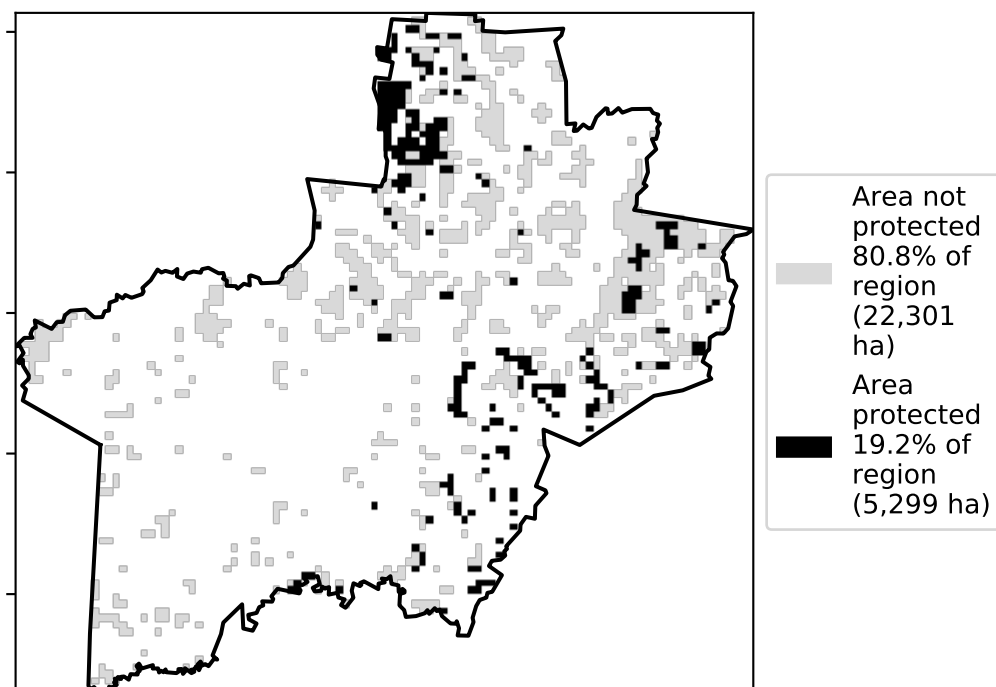 Area not
protected
80.8% of
region
(22,301
ha)
Area
protected
19.2% of
region
(5,299 ha)